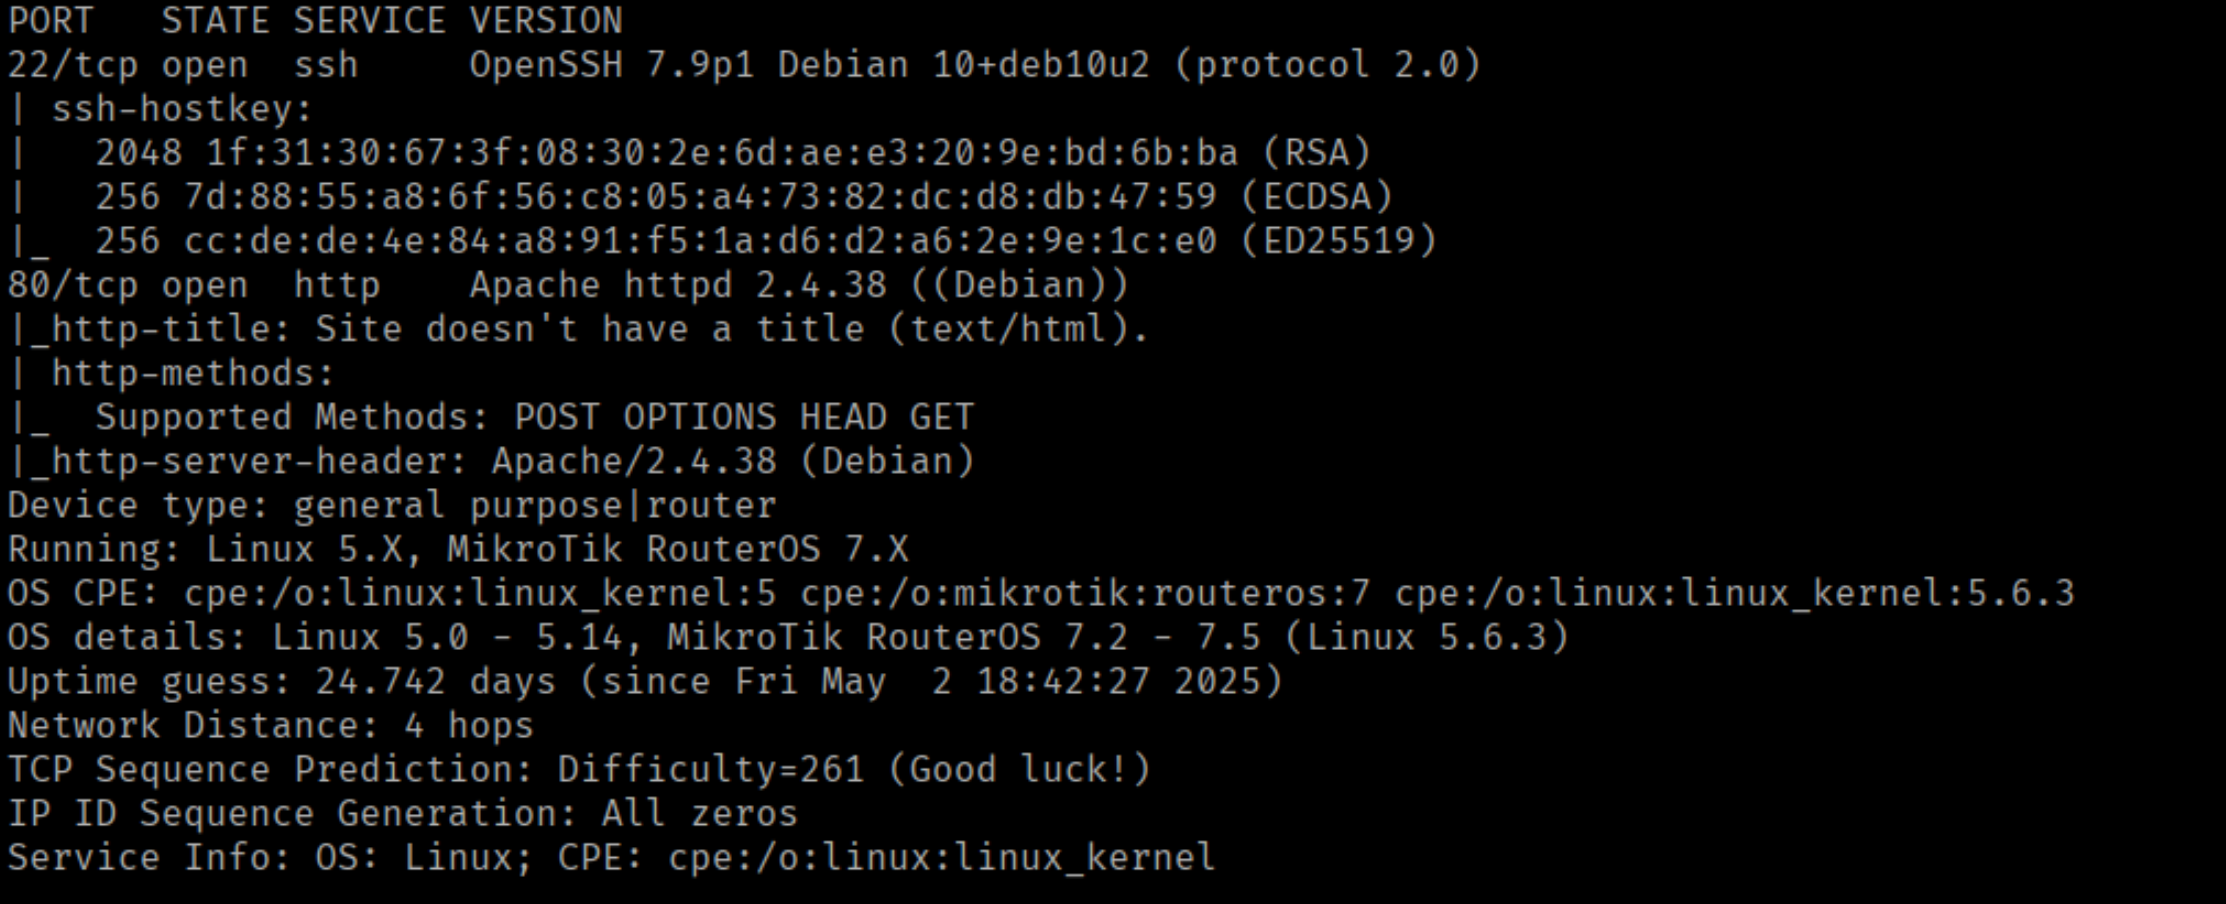 PORT   STATE SERVICE VERSION
22/tcp open  ssh     OpenSSH 7.9p1 Debian 10+deb10u2 (protocol 2.0)
| ssh-hostkey:
|   2048 1f:31:30:67:3f:08:30:2e:6d:ae:e3:20:9e:bd:6b:ba (RSA)
|   256 7d:88:55:a8:6f:56:c8:05:a4:73:82:dc:d8:db:47:59 (ECDSA)
|_  256 cc:de:de:4e:84:a8:91:f5:1a:d6:d2:a6:2e:9e:1c:e0 (ED25519)
80/tcp open  http    Apache httpd 2.4.38 ((Debian))
|_http-title: Site doesn't have a title (text/html).
| http-methods:
|_  Supported Methods: POST OPTIONS HEAD GET
|_http-server-header: Apache/2.4.38 (Debian)
Device type: general purpose|router
Running: Linux 5.X, MikroTik RouterOS 7.X
OS CPE: cpe:/o:linux:linux_kernel:5 cpe:/o:mikrotik:routeros:7 cpe:/o:linux:linux_kernel:5.6.3
OS details: Linux 5.0 - 5.14, MikroTik RouterOS 7.2 - 7.5 (Linux 5.6.3)
Uptime guess: 24.742 days (since Fri May  2 18:42:27 2025)
Network Distance: 4 hops
TCP Sequence Prediction: Difficulty=261 (Good luck!)
IP ID Sequence Generation: All zeros
Service Info: OS: Linux; CPE: cpe:/o:linux:linux_kernel